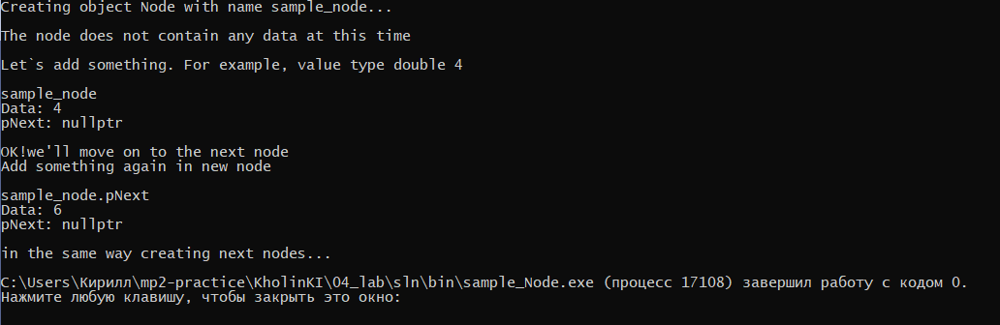 Creating object Node with name sample_node...
The node does not contain any data at this time
Let`s add something. For example, value type double 4
sample_node
Data: 4
pNext: nullptr
OK!we'll move on to the next node
Add something again in new node
sample_node.pNext
Data: 6
pNext: nullptr
in the same way creating next nodes...
C:\Users\Кирилл\mp2-practice\KholinKI\04_lab\sln\bin\sample_Node.exe (процесс 17108) завершил работу с кодом 0.
Нажмите любую клавишу, чтобы закрыть это окно: